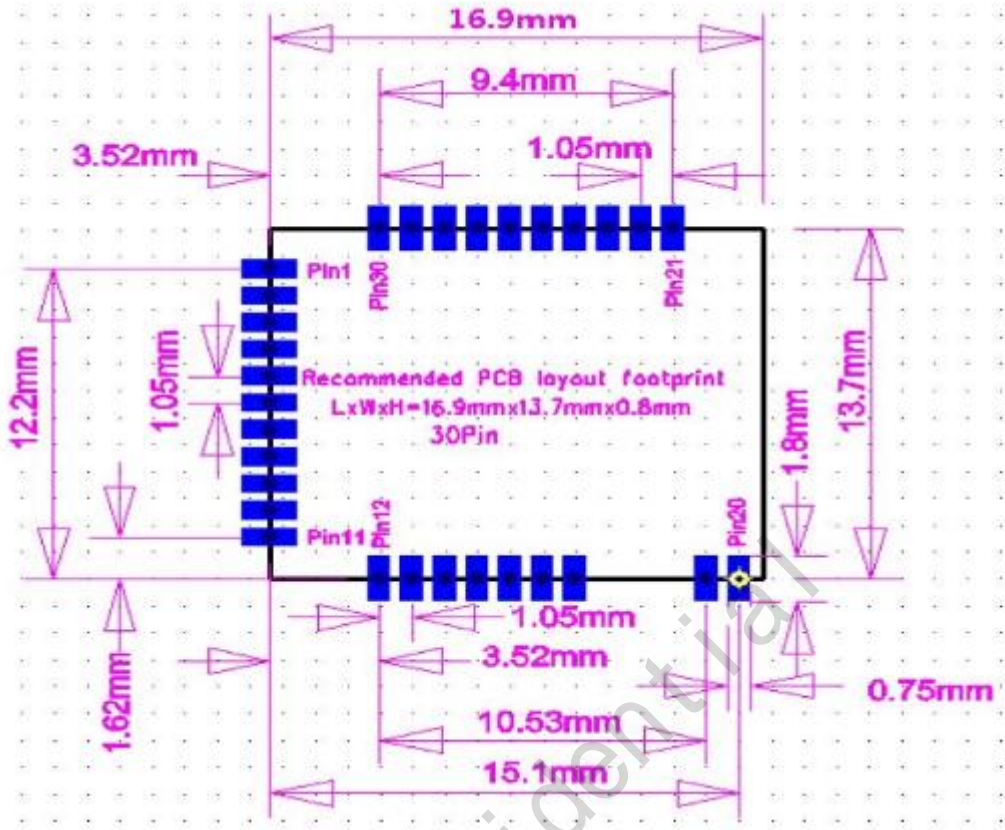 16.9mm
9.4mm
3.52mm
1.05mm
Pin1
Pin30
Pin21
12.2mm
1.05mm
13.7mm
Recommended PCB layout footprint
LxWxH=16.9mmx13.7mmx0.8mm
30Pin
1.8mm
Pin11
Pin12
Pin20
1.05mm
3.52mm
1.62mm
0.75mm
10.53mm
15.1mm
idential